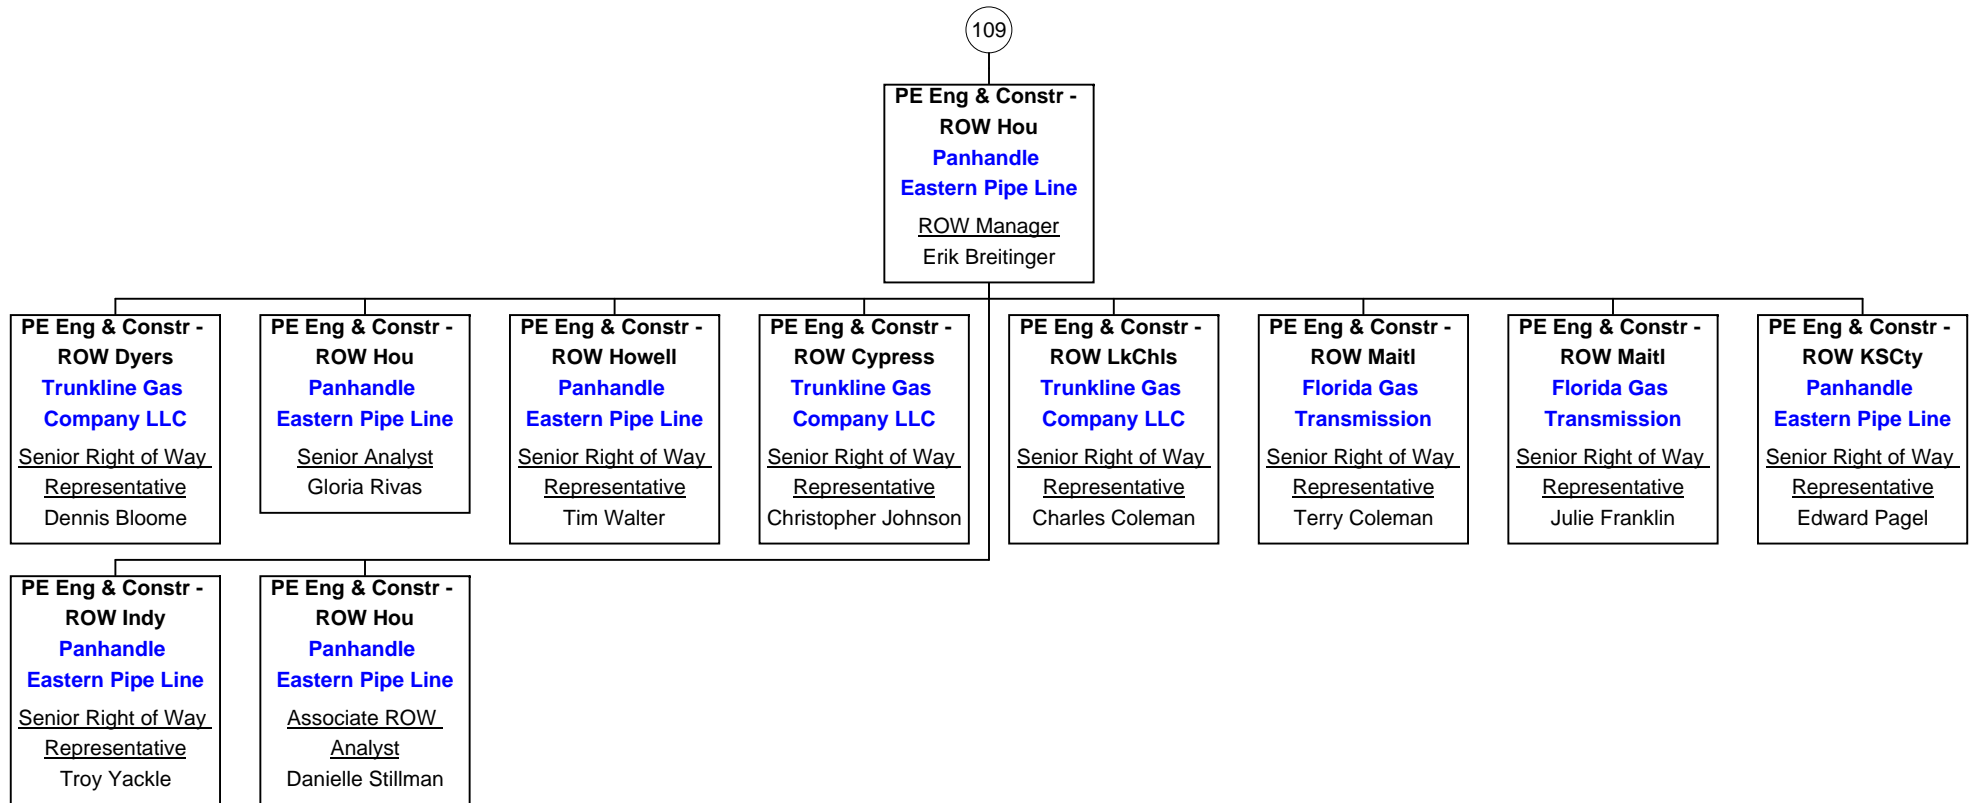 109
PE Eng & Constr -
ROW Hou
Panhandle
Eastern Pipe Line
ROW Manager
Erik Breitinger
PE Eng & Constr -
ROW Dyers
Trunkline Gas
Company LLC
Senior Right of Way
Representative
Dennis Bloome
PE Eng & Constr -
ROW Hou
Panhandle
Eastern Pipe Line
Senior Analyst
Gloria Rivas
PE Eng & Constr -
ROW Howell
Panhandle
Eastern Pipe Line
Senior Right of Way
Representative
Tim Walter
PE Eng & Constr -
ROW Cypress
Trunkline Gas
Company LLC
Senior Right of Way
Representative
Christopher Johnson
PE Eng & Constr -
ROW LkChls
Trunkline Gas
Company LLC
Senior Right of Way
Representative
Charles Coleman
PE Eng & Constr -
ROW Maitl
Florida Gas
Transmission
Senior Right of Way
Representative
Terry Coleman
PE Eng & Constr -
ROW Maitl
Florida Gas
Transmission
Senior Right of Way
Representative
Julie Franklin
PE Eng & Constr -
ROW KSCty
Panhandle
Eastern Pipe Line
Senior Right of Way
Representative
Edward Pagel
PE Eng & Constr -
ROW Indy
Panhandle
Eastern Pipe Line
Senior Right of Way
Representative
Troy Yackle
PE Eng & Constr -
ROW Hou
Panhandle
Eastern Pipe Line
Associate ROW
Analyst
Danielle Stillman